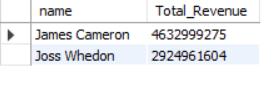 name Total_Revenue
James Cameron 4632999275
Joss Whedon 2924961604